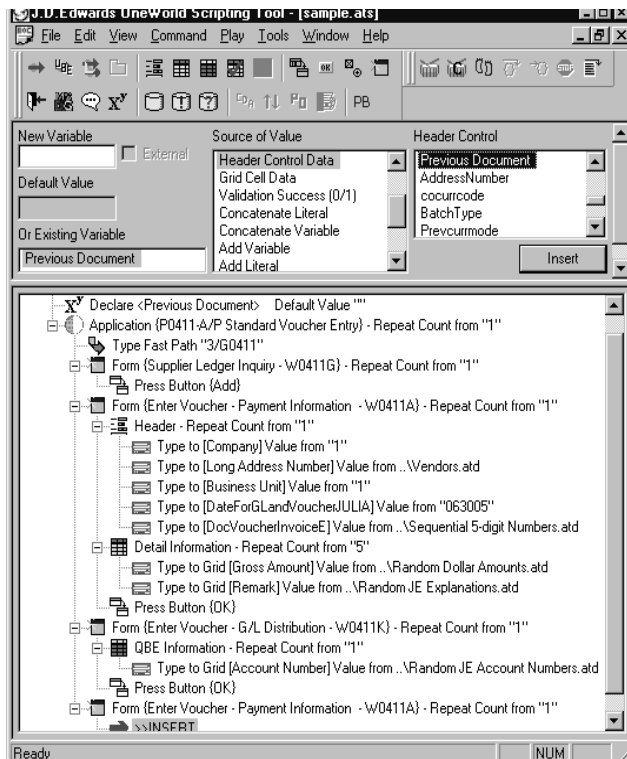 J.D.Edwards OneWorld Scripting Tool - [sample.ats]
File Edit View Command Play Tools Window Help
UBE OK
STOP
xʸ CDA PO PB
New Variable
External
Default Value
Or Existing Variable
Previous Document
Source of Value
Header Control Data
Grid Cell Data
Validation Success (0/1)
Concatenate Literal
Concatenate Variable
Add Variable
Add Literal
Header Control
Previous Document
AddressNumber
cocurrcode
BatchType
Prevcurrmode
Insert
xʸ Declare <Previous Document> Default Value ""
Application {P0411-A/P Standard Voucher Entry} - Repeat Count from "1"
Type Fast Path "3/G0411"
Form {Supplier Ledger Inquiry - W0411G} - Repeat Count from "1"
Press Button {Add}
Form {Enter Voucher - Payment Information - W0411A} - Repeat Count from "1"
Header - Repeat Count from "1"
Type to [Company] Value from "1"
Type to [Long Address Number] Value from ..\Vendors.atd
Type to [Business Unit] Value from "1"
Type to [DateForGLandVoucherJULIA] Value from "063005"
Type to [DocVoucherInvoiceE] Value from ..\Sequential 5-digit Numbers.atd
Detail Information - Repeat Count from "5"
Type to Grid [Gross Amount] Value from ..\Random Dollar Amounts.atd
Type to Grid [Remark] Value from ..\Random JE Explanations.atd
Press Button {OK}
Form {Enter Voucher - G/L Distribution - W0411K} - Repeat Count from "1"
QBE Information - Repeat Count from "1"
Type to Grid [Account Number] Value from ..\Random JE Account Numbers.atd
Press Button {OK}
Form {Enter Voucher - Payment Information - W0411A} - Repeat Count from "1"
>>INSERT
Ready NUM